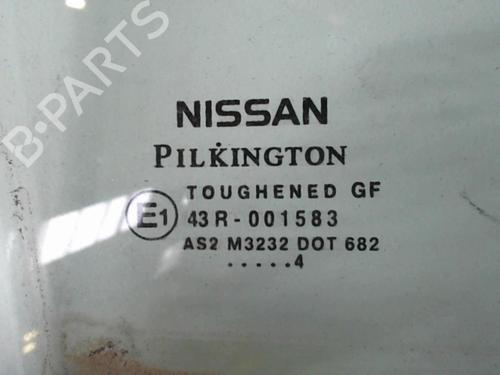 B-PARTS
NISSAN
PILKINGTON
TOUGHENED GF
E1 43R-001583
AS2 M3232 DOT 682
.....4